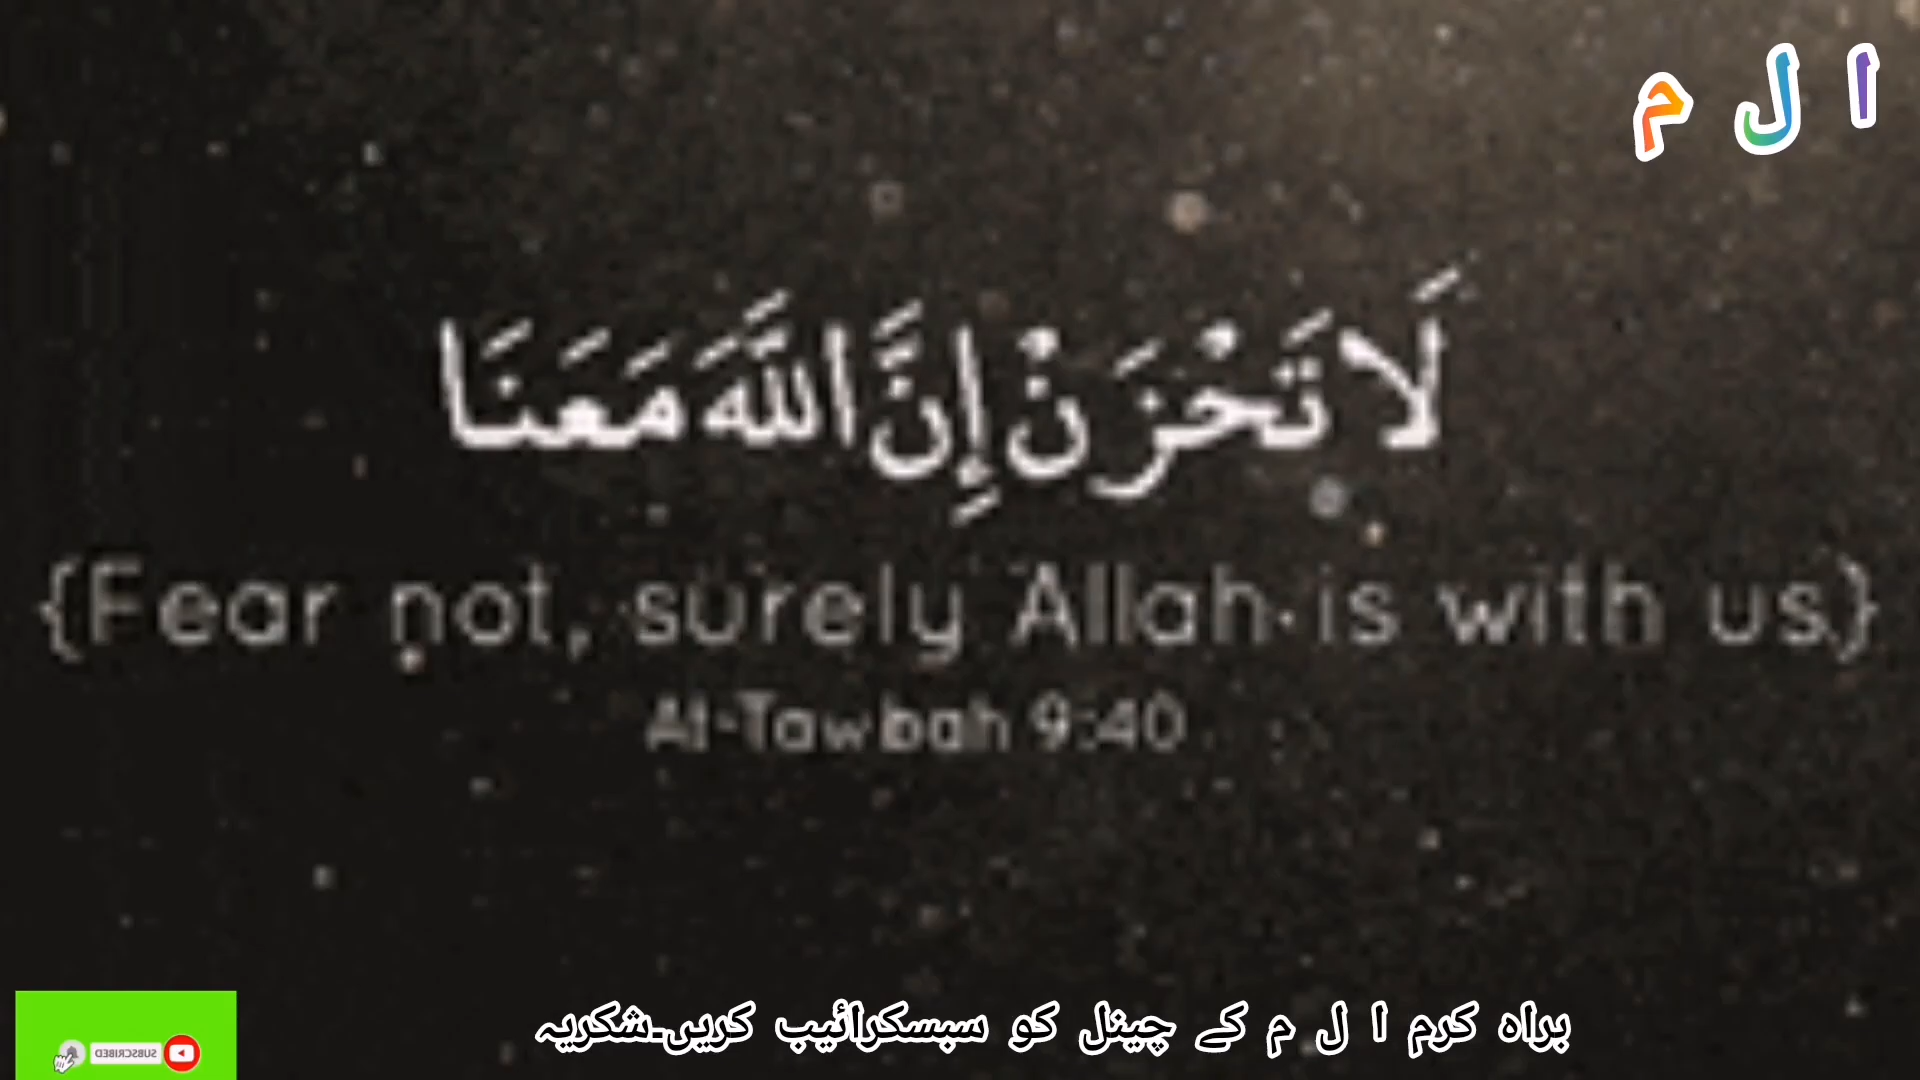 ا ل م
لَا تَحْزَنْ إِنَّ اللَّهَ مَعَنَا
{Fear not, surely Allah is with us}
At-Tawbah 9:40
براہ کرم ا ل م کے چینل کو سبسکرائیب کریں۔شکریہ
SUBSCRIBED